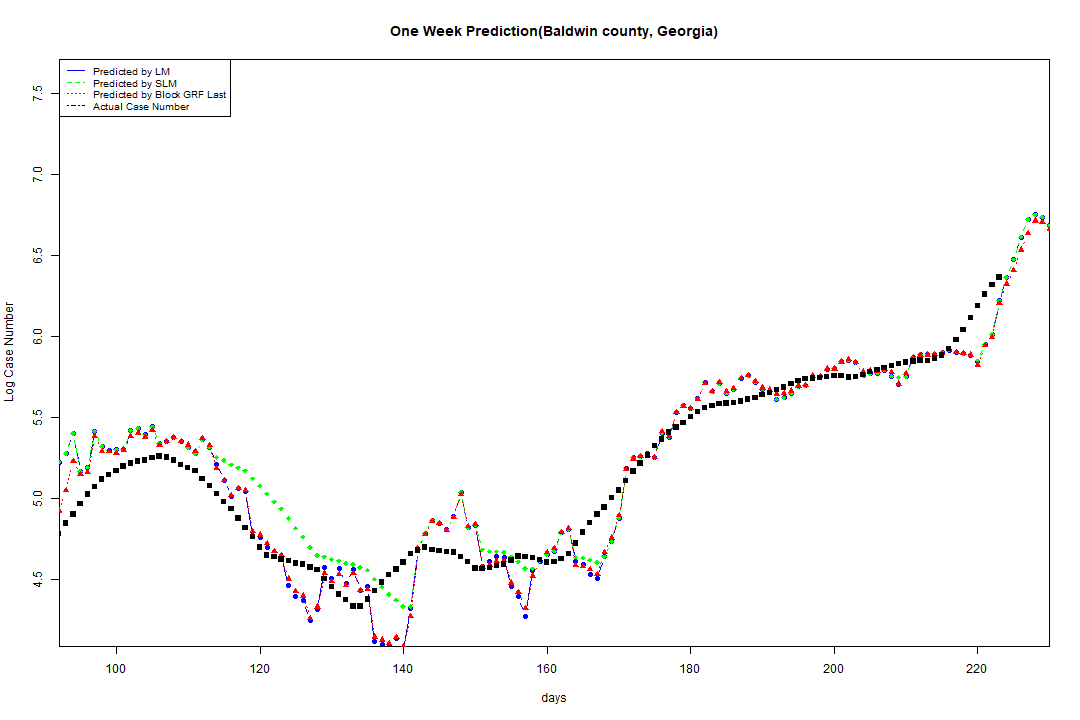 One Week Prediction(Baldwin county, Georgia)
Predicted by LM
Predicted by SLM
Predicted by Block GRF Last
Actual Case Number
7.5
7.0
6.5
6.0
5.5
5.0
4.5
Log Case Number
100 120 140 160 180 200 220
days